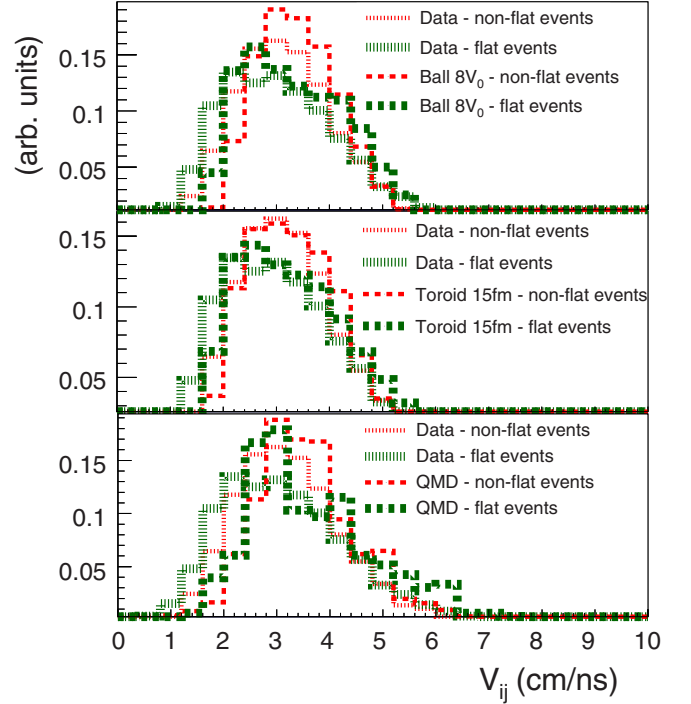 (arb. units)
0.15
0.1
0.05
Data - non-flat events
Data - flat events
Ball 8V0 - non-flat events
Ball 8V0 - flat events
0.15
0.1
0.05
Data - non-flat events
Data - flat events
Toroid 15fm - non-flat events
Toroid 15fm - flat events
0.15
0.1
0.05
Data - non-flat events
Data - flat events
QMD - non-flat events
QMD - flat events
0 1 2 3 4 5 6 7 8 9 10
Vij (cm/ns)